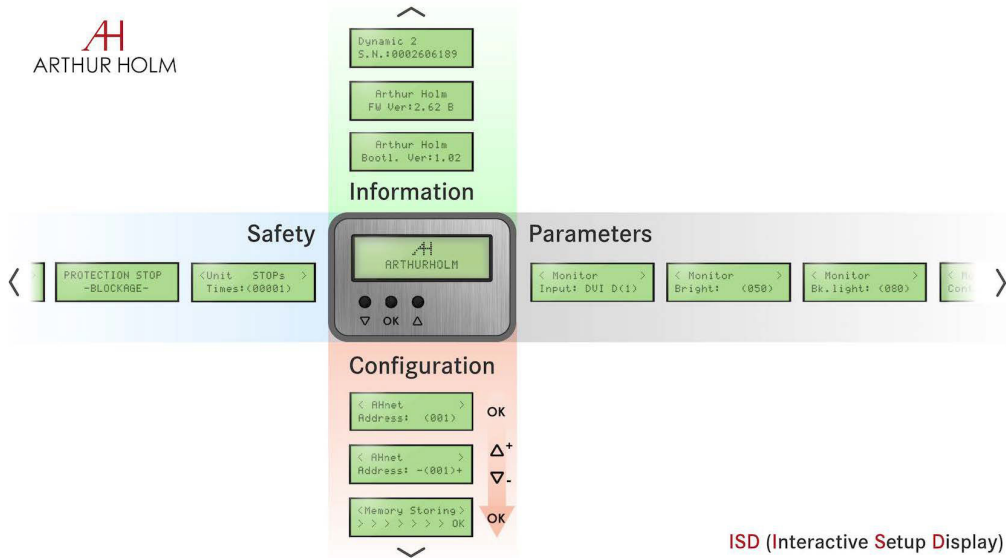 AH
ARTHUR HOLM
Dynamic 2
S.N.:0002606189
Arthur Holm
FW Ver:2.62 B
Arthur Holm
Bootl. Ver:1.02
Information
Safety
Parameters
PROTECTION STOP
-BLOCKAGE-
<Unit STOPs >
Times:(00001)
AH
ARTHURHOLM
▽ OK △
< Monitor >
Input: DVI D(1)
< Monitor >
Bright: (050)
< Monitor >
Bk.light: (080)
Configuration
< AHnet >
Address: (001)
OK
< AHnet >
Address: -(001)+
△+
▽-
<Memory Storing>
> > > > > > > OK
OK
ISD (Interactive Setup Display)